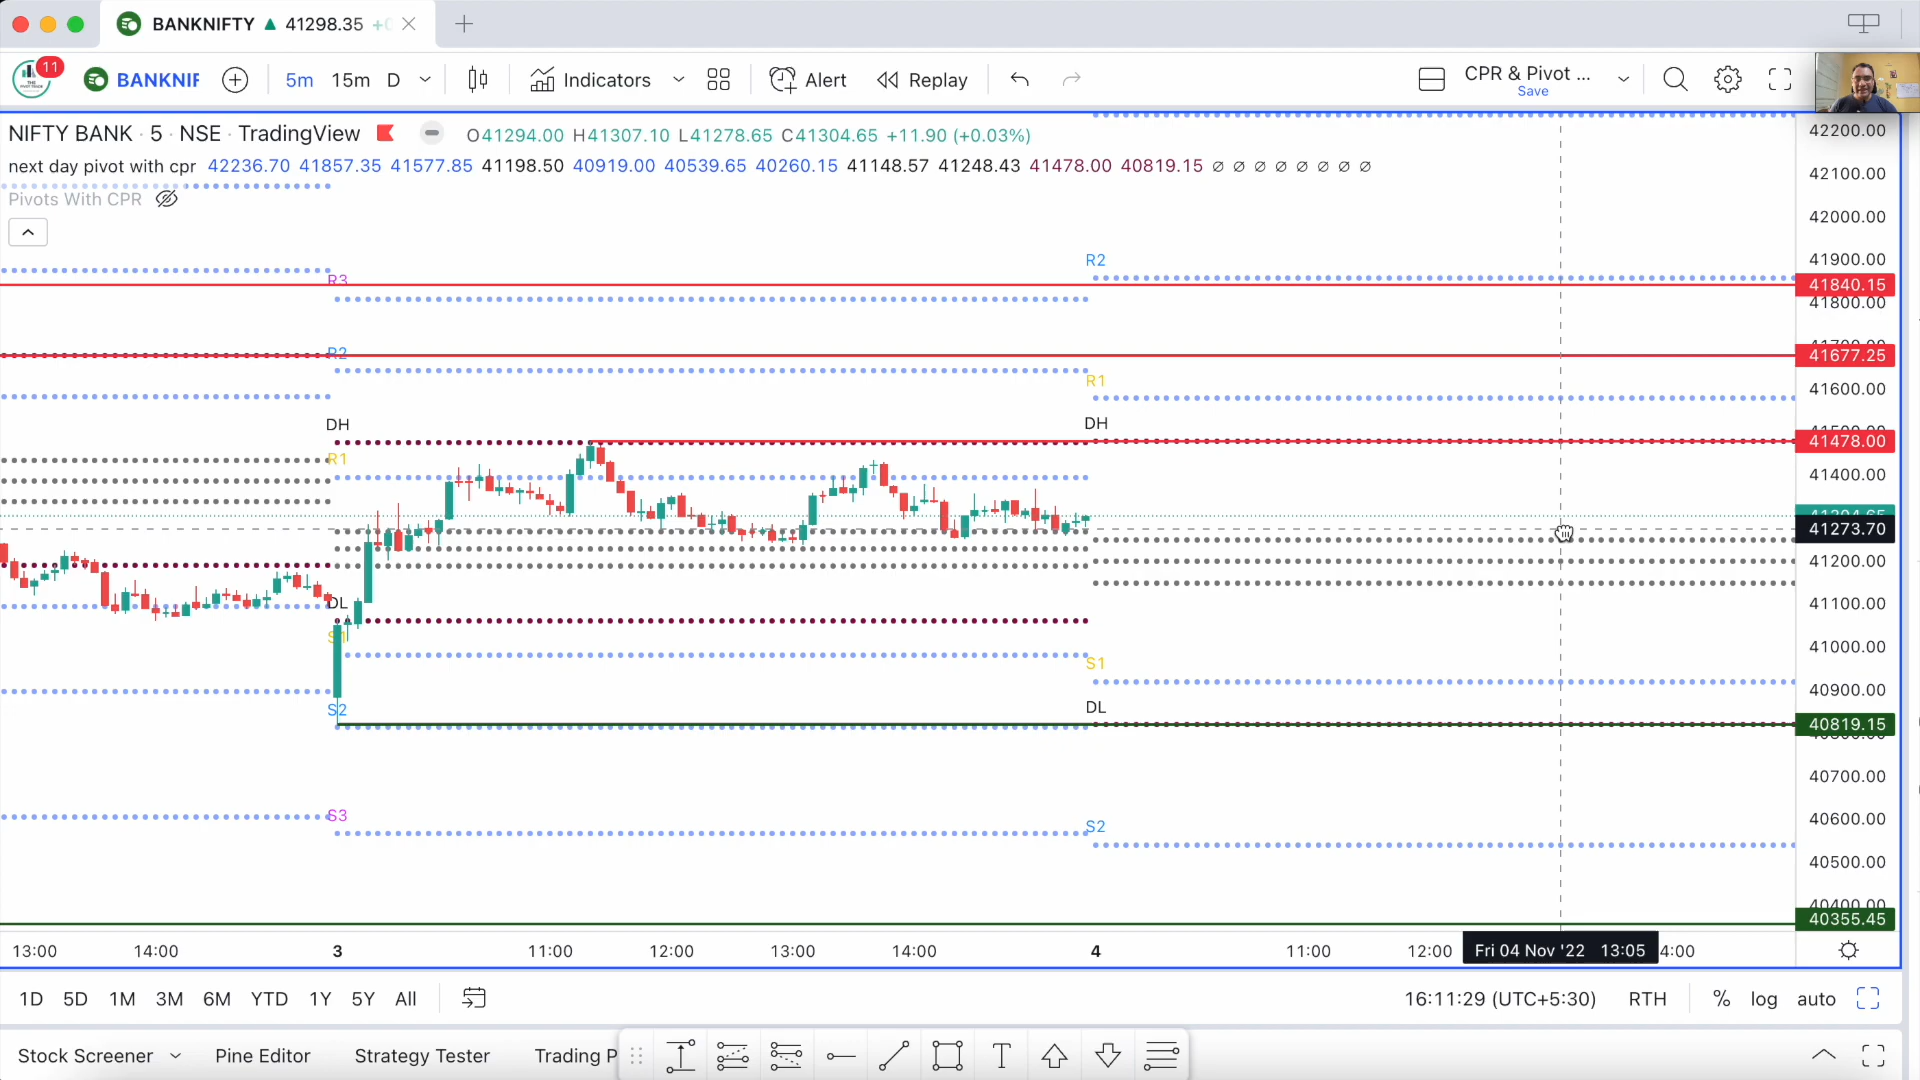 BANKNIFTY ▲ 41298.35
11 BANKNIF 5m 15m D Indicators Alert Replay CPR & Pivot ...
Save
NIFTY BANK · 5 · NSE · TradingView O41294.00 H41307.10 L41278.65 C41304.65 +11.90 (+0.03%)
next day pivot with cpr 42236.70 41857.35 41577.85 41198.50 40919.00 40539.65 40260.15 41148.57 41248.43 41478.00 40819.15 ∅ ∅ ∅ ∅ ∅ ∅ ∅ ∅
Pivots With CPR
42200.00
42100.00
42000.00
R2
41900.00
R3
41840.15
41800.00
R2
41677.25
R1
41600.00
DH
DH
41478.00
R1
41400.00
41273.70
41200.00
DL
41100.00
S1
41000.00
S1
40900.00
S2
DL
40819.15
40700.00
S3
40600.00
S2
40500.00
40400.00
40355.45
13:00 14:00 3 11:00 12:00 13:00 14:00 4 11:00 12:00 Fri 04 Nov '22 13:05 4:00
1D 5D 1M 3M 6M YTD 1Y 5Y All 16:11:29 (UTC+5:30) RTH % log auto
Stock Screener Pine Editor Strategy Tester Trading P